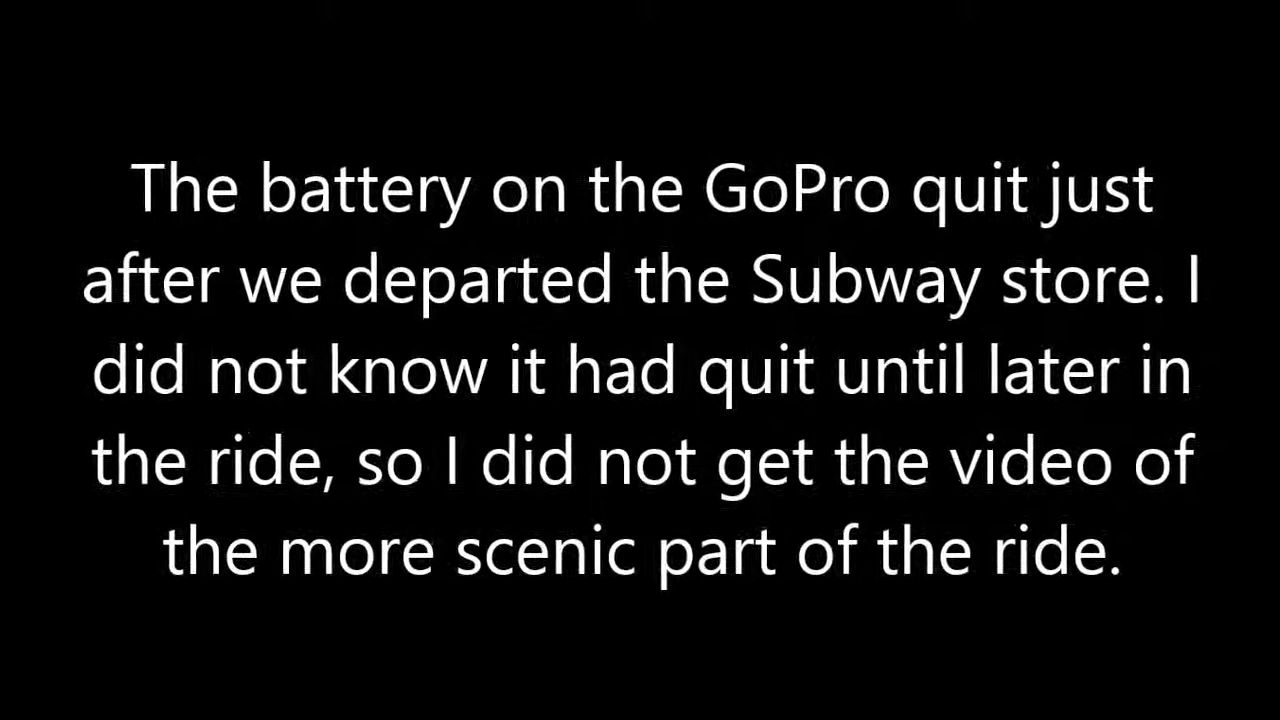 The battery on the GoPro quit just
after we departed the Subway store. I
did not know it had quit until later in
the ride, so I did not get the video of
the more scenic part of the ride.